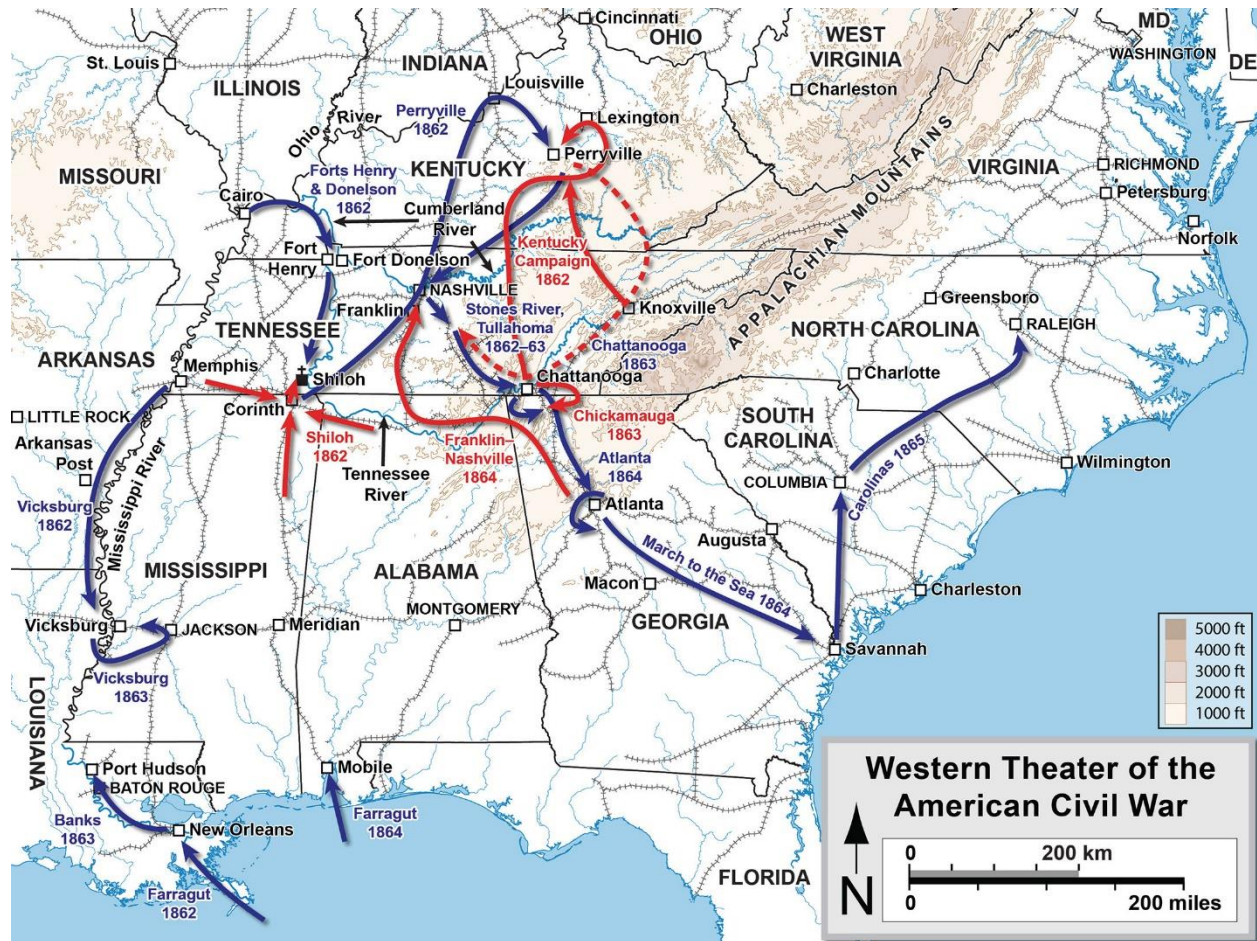 Cincinnati
OHIO
MD
WASHINGTON
DE
WEST
VIRGINIA
St. Louis
INDIANA
ILLINOIS
Louisville
Charleston
Perryville
1862
Lexington
Ohio
River
Perryville
KENTUCKY
VIRGINIA
RICHMOND
Petersburg
MISSOURI
Forts Henry
& Donelson
1862
Cairo
Cumberland
River
Norfolk
Fort
Henry
Fort Donelson
Kentucky
Campaign
1862
APPALACHIAN MOUNTAINS
NASHVILLE
Franklin
Knoxville
Greensboro
RALEIGH
Stones River,
Tullahoma
1862–63
TENNESSEE
NORTH CAROLINA
Chattanooga
1863
ARKANSAS
Memphis
Shiloh
Chattanooga
Charlotte
Corinth
LITTLE ROCK
Chickamauga
1863
SOUTH
CAROLINA
Arkansas
Post
Shiloh
1862
Tennessee
River
Franklin–
Nashville
1864
Atlanta
1864
Wilmington
COLUMBIA
Carolinas 1865
Mississippi River
Vicksburg
1862
Atlanta
Augusta
March to the Sea 1864
MISSISSIPPI
ALABAMA
Macon
Charleston
MONTGOMERY
GEORGIA
Vicksburg
JACKSON
Meridian
Savannah
5000 ft
4000 ft
3000 ft
2000 ft
1000 ft
Vicksburg
1863
LOUISIANA
Port Hudson
BATON ROUGE
Mobile
Banks
1863
New Orleans
Farragut
1864
Farragut
1862
FLORIDA
Western Theater of the
American Civil War
N
0
200 km
0
200 miles